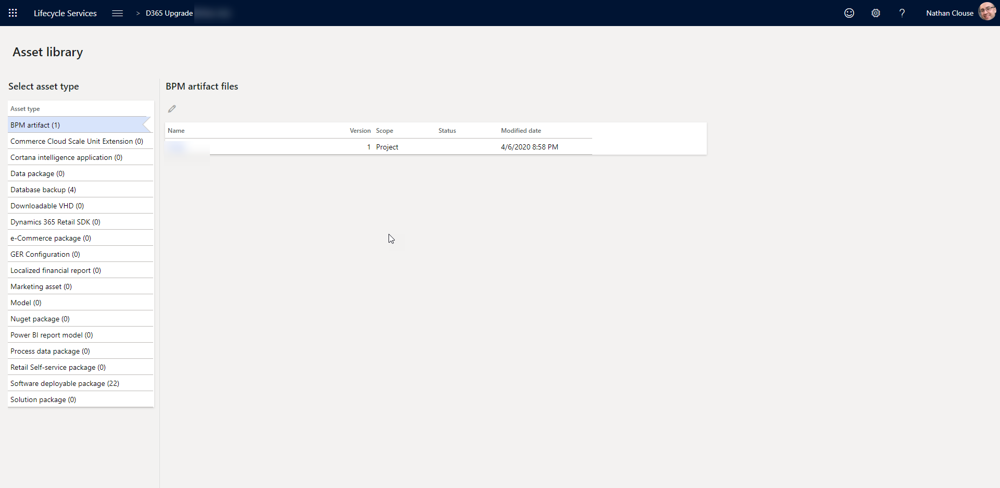 Lifecycle Services > D365 Upgrade ? Nathan Clouse
Asset library
Select asset type
Asset type
BPM artifact (1)
Commerce Cloud Scale Unit Extension (0)
Cortana intelligence application (0)
Data package (0)
Database backup (4)
Downloadable VHD (0)
Dynamics 365 Retail SDK (0)
e-Commerce package (0)
GER Configuration (0)
Localized financial report (0)
Marketing asset (0)
Model (0)
Nuget package (0)
Power BI report model (0)
Process data package (0)
Retail Self-service package (0)
Software deployable package (22)
Solution package (0)
BPM artifact files
Name Version Scope Status Modified date
1 Project 4/6/2020 8:58 PM